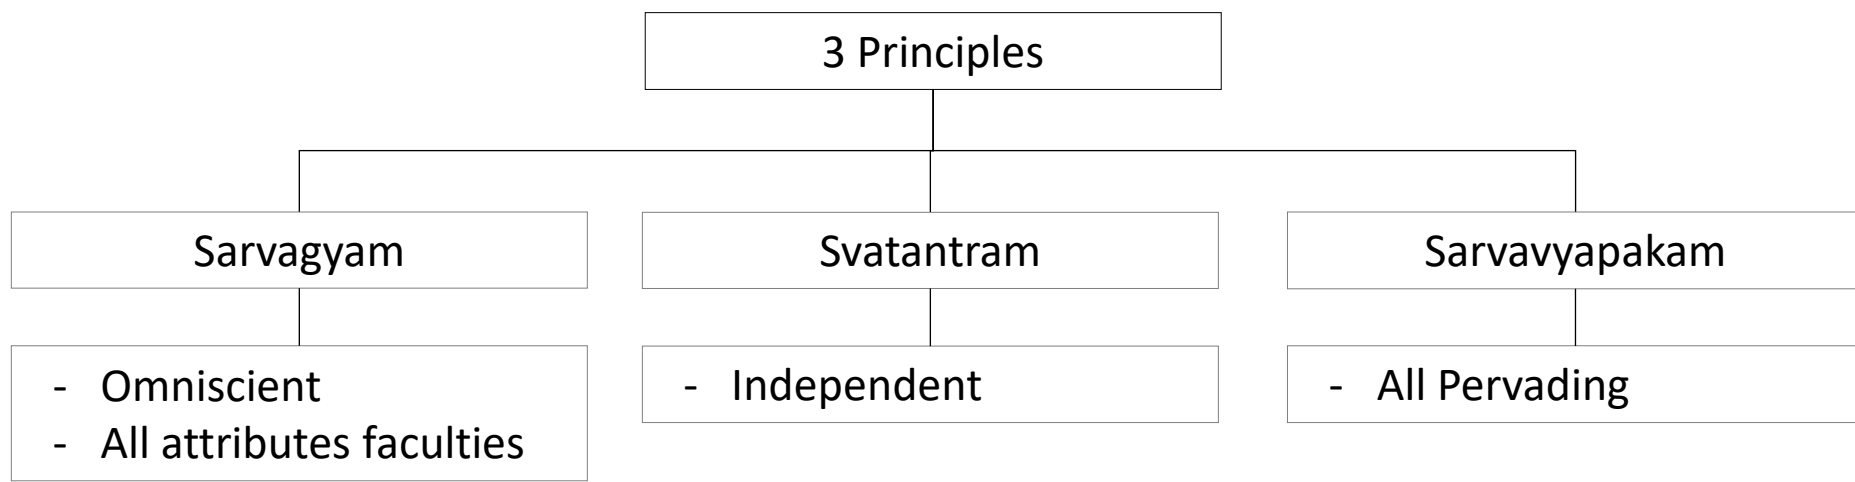 3 Principles
Sarvagyam
Svatantram
Sarvavyapakam
- Omniscient
- All attributes faculties
- Independent
- All Pervading